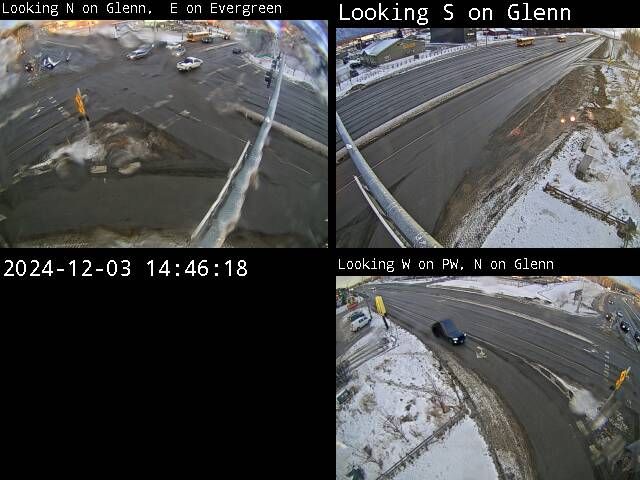 Looking N on Glenn,  E on Evergreen
Looking S on Glenn
2024-12-03 14:46:18
Looking W on PW, N on Glenn